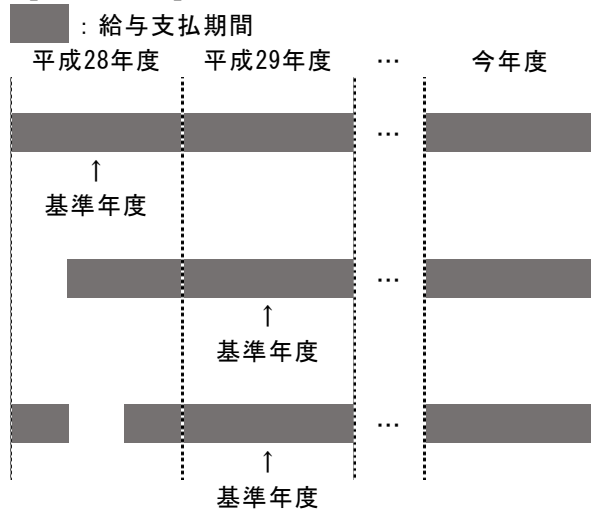 ：給与支払期間
平成28年度 平成29年度 … 今年度
…
↑
基準年度
…
↑
基準年度
…
↑
基準年度